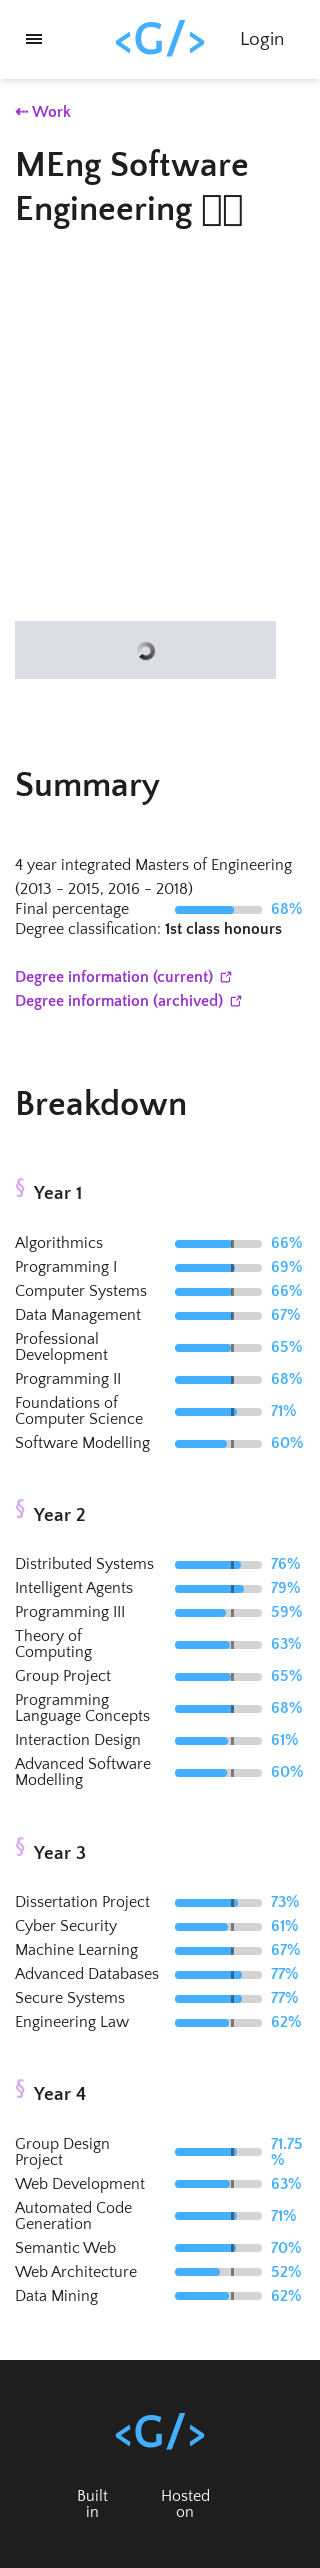 <G/>
Login
⇠ Work
MEng Software
Engineering
Summary
4 year integrated Masters of Engineering
(2013 - 2015, 2016 - 2018)
Final percentage 68%
Degree classification: 1st class honours
Degree information (current)
Degree information (archived)
Breakdown
§ Year 1
Algorithmics 66%
Programming I 69%
Computer Systems 66%
Data Management 67%
Professional
Development 65%
Programming II 68%
Foundations of
Computer Science 71%
Software Modelling 60%
§ Year 2
Distributed Systems 76%
Intelligent Agents 79%
Programming III 59%
Theory of
Computing 63%
Group Project 65%
Programming
Language Concepts 68%
Interaction Design 61%
Advanced Software
Modelling 60%
§ Year 3
Dissertation Project 73%
Cyber Security 61%
Machine Learning 67%
Advanced Databases 77%
Secure Systems 77%
Engineering Law 62%
§ Year 4
Group Design 71.75
Project %
Web Development 63%
Automated Code
Generation 71%
Semantic Web 70%
Web Architecture 52%
Data Mining 62%
<G/>
Built Hosted
in on